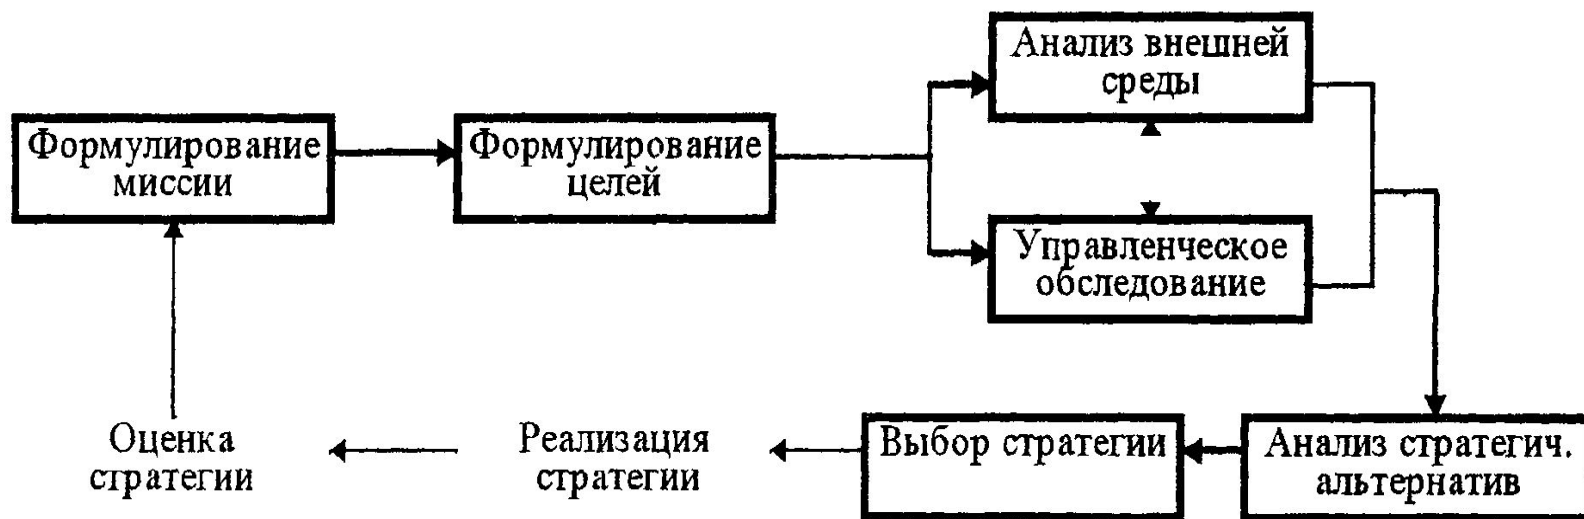 Формулирование
миссии
Формулирование
целей
Анализ внешней
среды
Управленческое
обследование
Анализ стратегич.
альтернатив
Выбор стратегии
Реализация
стратегии
Оценка
стратегии